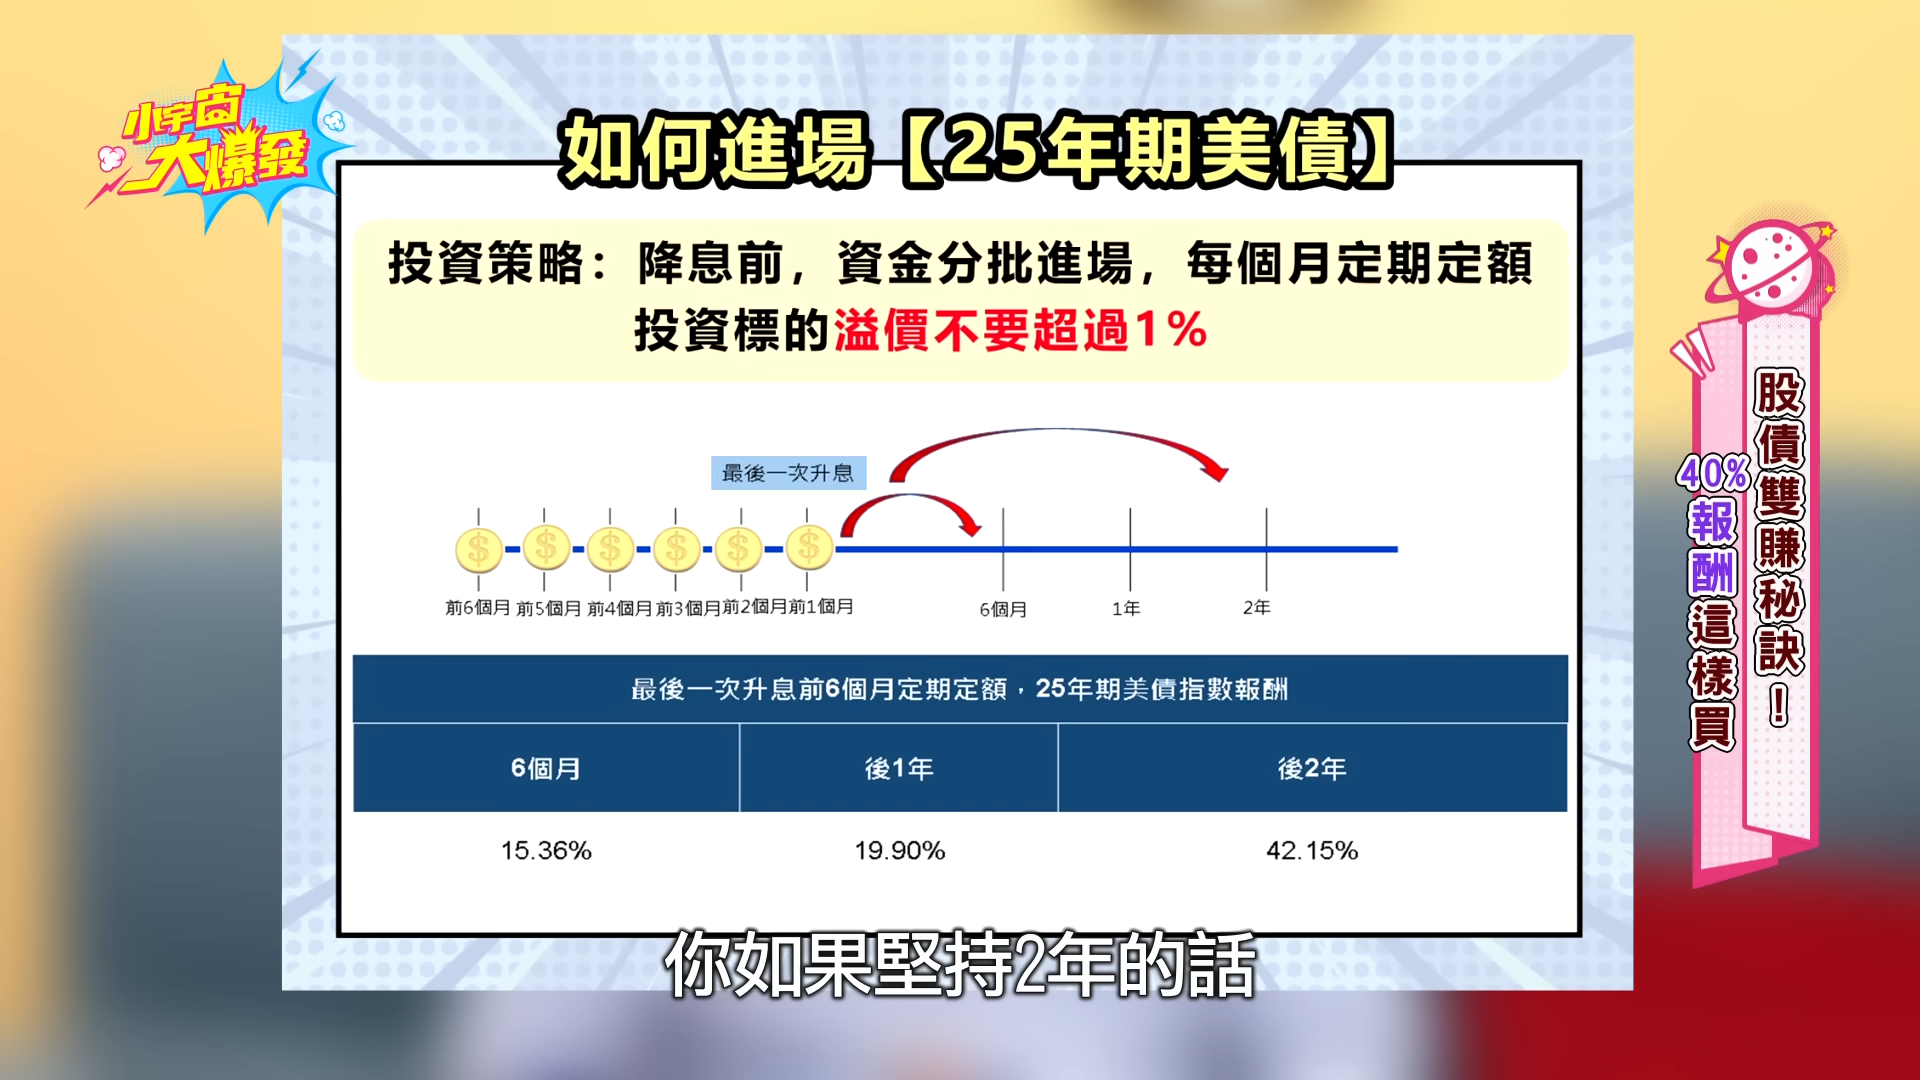 小宇宙
大爆發
如何進場【25年期美債】
投資策略：降息前，資金分批進場，每個月定期定額
投資標的溢價不要超過1%
最後一次升息
前6個月 前5個月 前4個月 前3個月 前2個月 前1個月 6個月 1年 2年
最後一次升息前6個月定期定額，25年期美債指數報酬
6個月 後1年 後2年
15.36% 19.90% 42.15%
你如果堅持2年的話
股債雙賺秘訣！
40%報酬這樣買